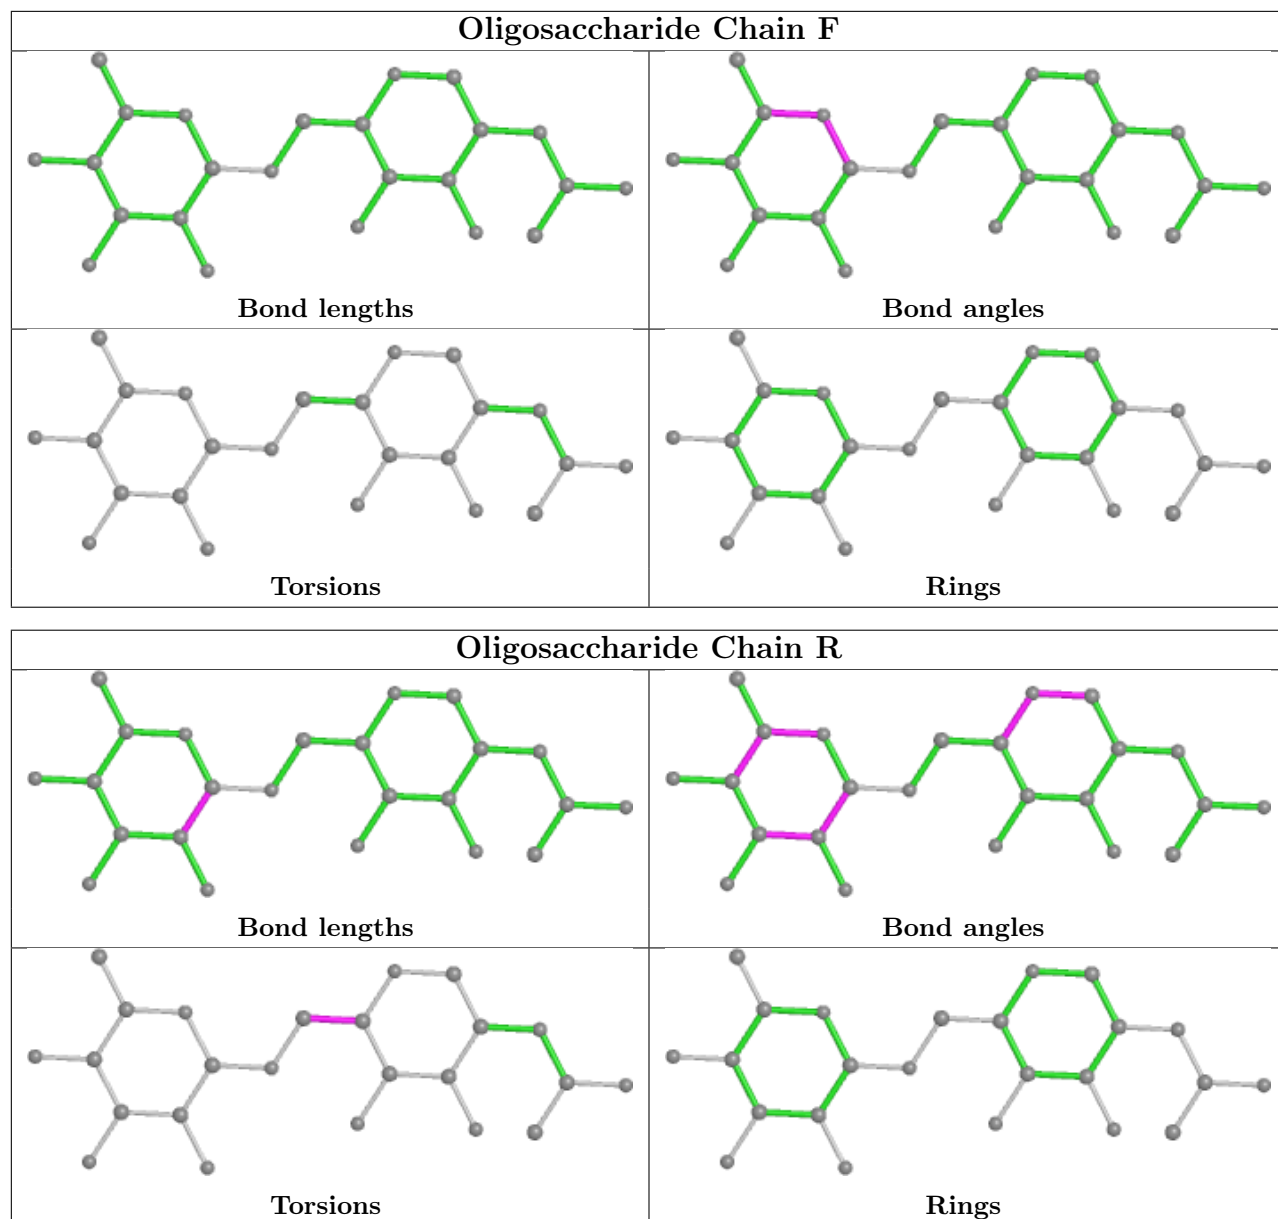 Oligosaccharide Chain F
Bond lengths
Bond angles
Torsions
Rings
Oligosaccharide Chain R
Bond lengths
Bond angles
Torsions
Rings